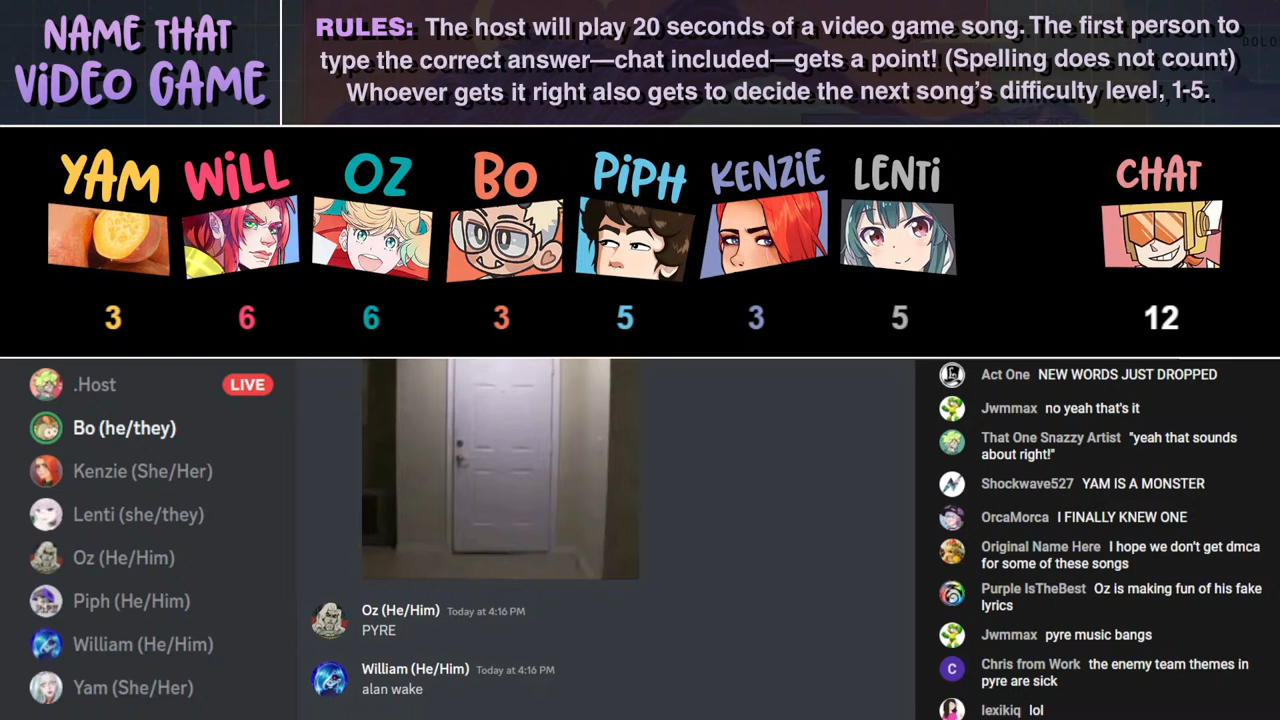 NAME THAT
VIDEO GAME
RULES: The host will play 20 seconds of a video game song. The first person to
type the correct answer—chat included—gets a point! (Spelling does not count)
Whoever gets it right also gets to decide the next song's difficulty level, 1-5.
YAM WILL OZ BO PIPH KENZIE LENTI CHAT
3 6 6 3 5 3 5 12
.Host LIVE
Bo (he/they)
Kenzie (She/Her)
Lenti (she/they)
Oz (He/Him)
Piph (He/Him)
William (He/Him)
Yam (She/Her)
Oz (He/Him) Today at 4:16 PM
PYRE
William (He/Him) Today at 4:16 PM
alan wake
Act One NEW WORDS JUST DROPPED
Jwmmax no yeah that's it
That One Snazzy Artist "yeah that sounds
about right!"
Shockwave527 YAM IS A MONSTER
OrcaMorca I FINALLY KNEW ONE
Original Name Here I hope we don't get dmca
for some of these songs
Purple IsTheBest Oz is making fun of his fake
lyrics
Jwmmax pyre music bangs
C Chris from Work the enemy team themes in
pyre are sick
lexikiq lol